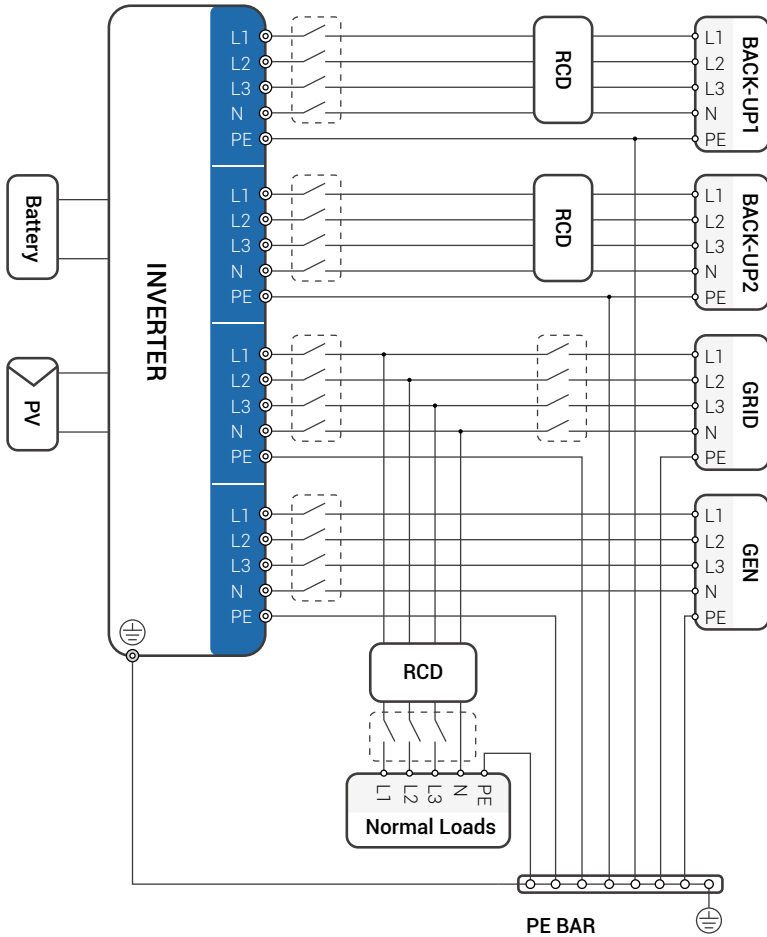 L1
L2
L3
N
PE
RCD
L1
L2
L3
N
PE
BACK-UP1
Battery
L1
L2
L3
N
PE
RCD
L1
L2
L3
N
PE
BACK-UP2
INVERTER
PV
L1
L2
L3
N
PE
L1
L2
L3
N
PE
GRID
L1
L2
L3
N
PE
L1
L2
L3
N
PE
GEN
RCD
L1
L2
L3
N
PE
Normal Loads
PE BAR